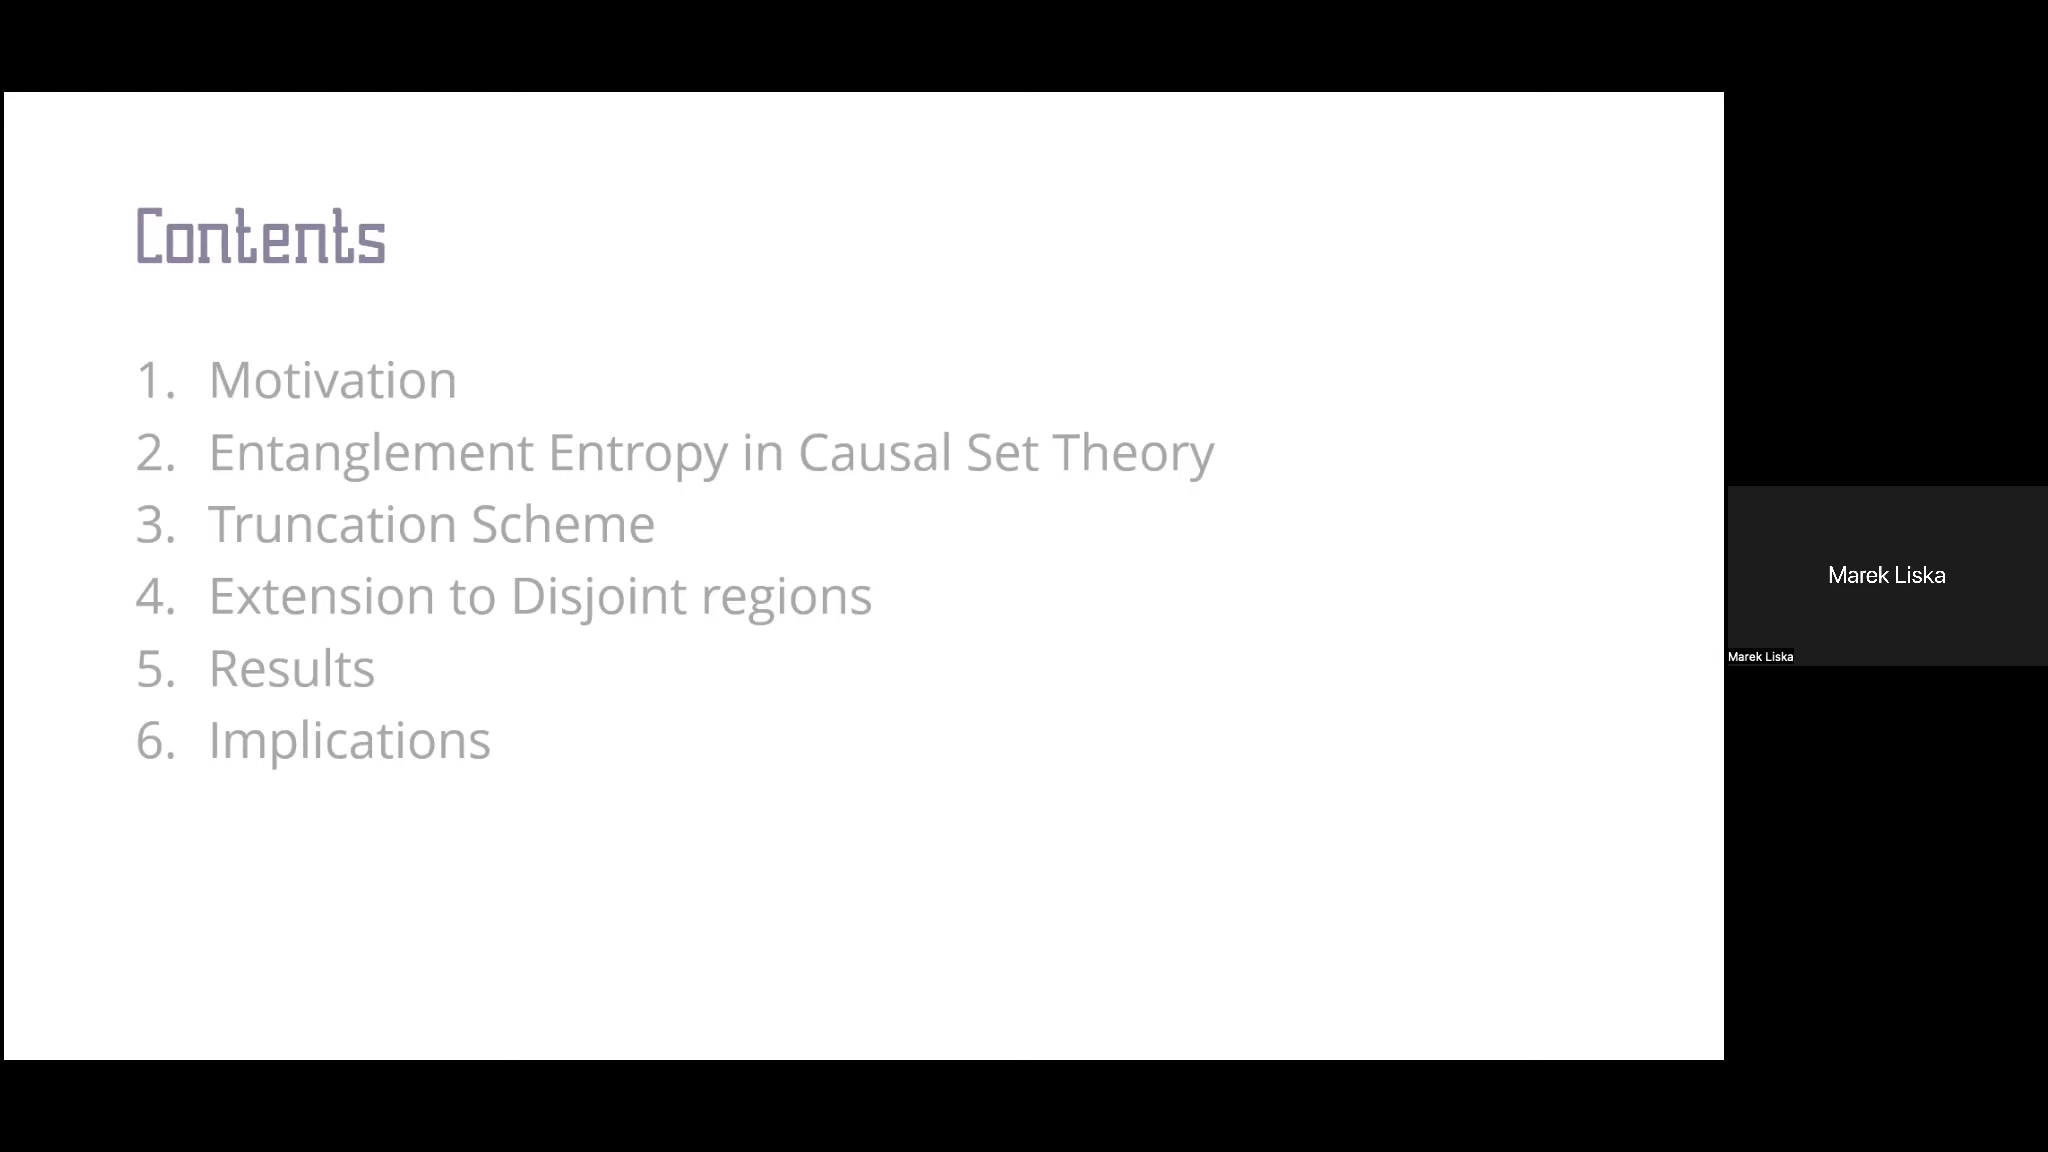 Contents
1. Motivation
2. Entanglement Entropy in Causal Set Theory
3. Truncation Scheme
4. Extension to Disjoint regions
5. Results
6. Implications
Marek Liska
Marek Liska